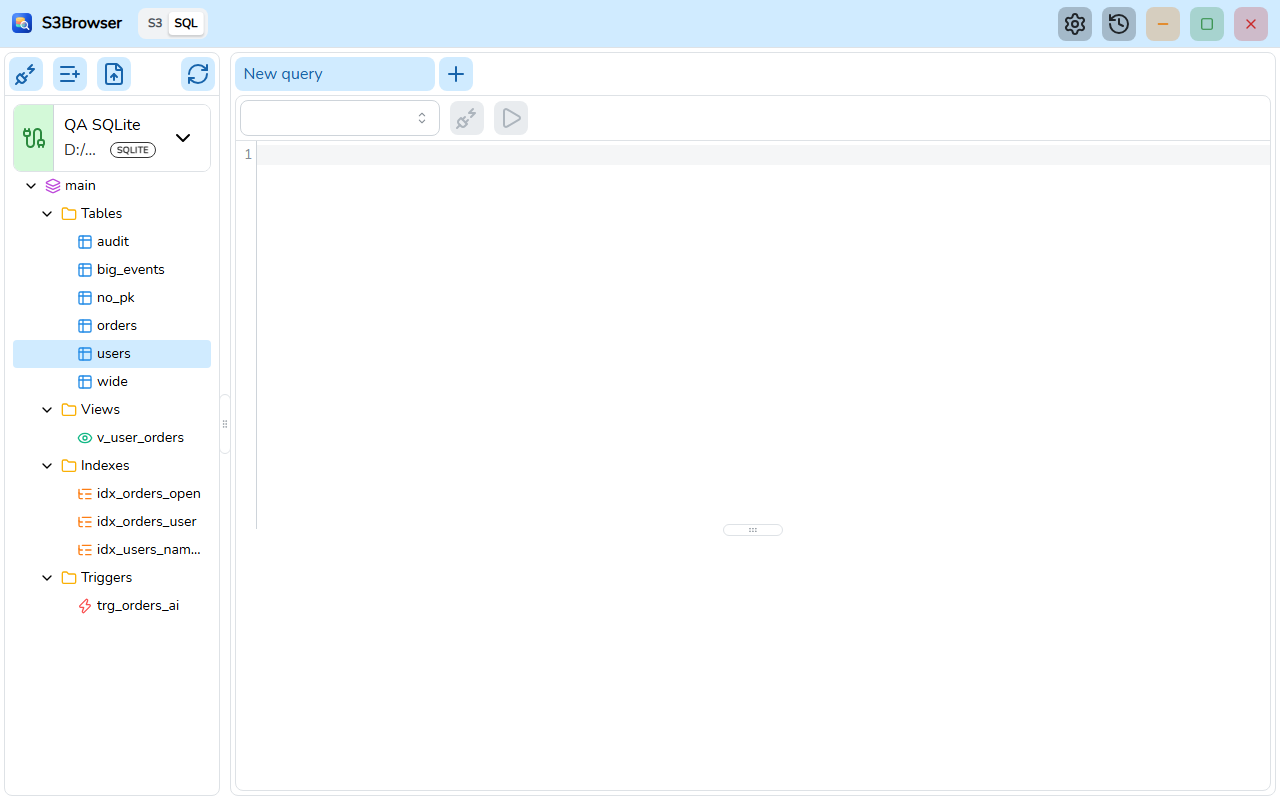 S3Browser
S3 SQL
New query
QA SQLite
D:/... SQLITE
1
main
Tables
audit
big_events
no_pk
orders
users
wide
Views
v_user_orders
Indexes
idx_orders_open
idx_orders_user
idx_users_nam...
Triggers
trg_orders_ai